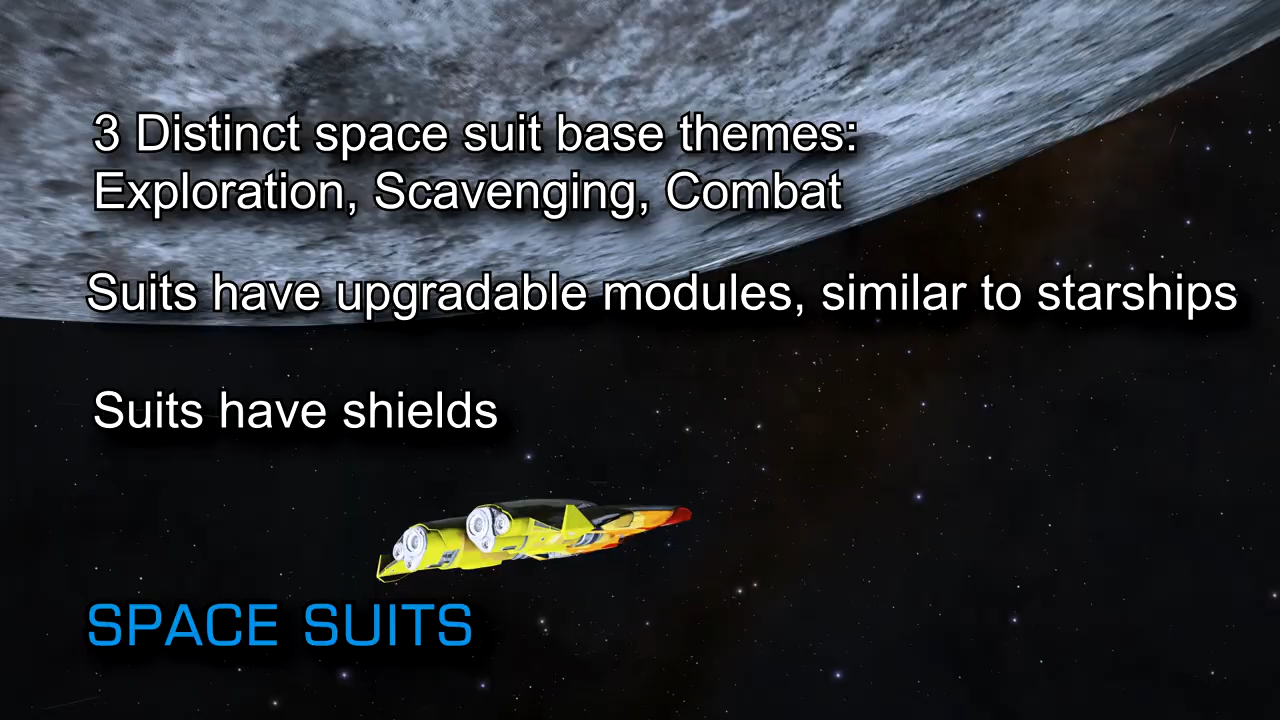 3 Distinct space suit base themes:
Exploration, Scavenging, Combat
Suits have upgradable modules, similar to starships
Suits have shields
SPACE SUITS